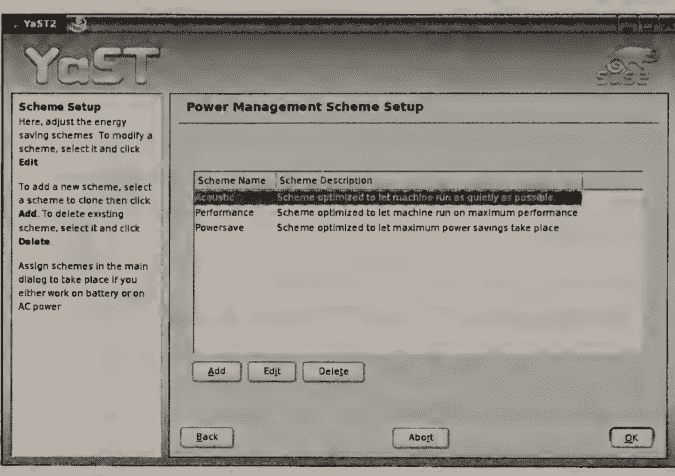 YaST2
YaST
SUSE
Scheme Setup
Here, adjust the energy
saving schemes To modify a
scheme, select it and click
Edit
To add a new scheme, select
a scheme to clone then click
Add. To delete existing
scheme, select it and click
Delete.
Assign schemes in the main
dialog to take place if you
either work on battery or on
AC power
Power Management Scheme Setup
Scheme Name Scheme Description
Acoustic Scheme optimized to let machine run as quietly as possible.
Performance Scheme optimized to let machine run on maximum performance
Powersave Scheme optimized to let maximum power savings take place
Add Edit Delete
Back Abort OK